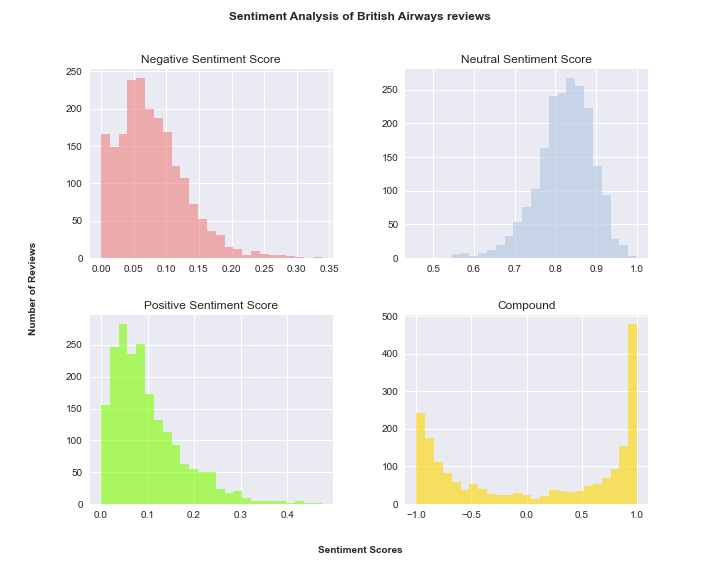 Sentiment Analysis of British Airways reviews
Negative Sentiment Score
250
200
150
100
50
0
0.00 0.05 0.10 0.15 0.20 0.25 0.30 0.35
Neutral Sentiment Score
250
200
150
100
50
0
0.5 0.6 0.7 0.8 0.9 1.0
Number of Reviews
Positive Sentiment Score
250
200
150
100
50
0
0.0 0.1 0.2 0.3 0.4
Compound
500
400
300
200
100
0
−1.0 −0.5 0.0 0.5 1.0
Sentiment Scores